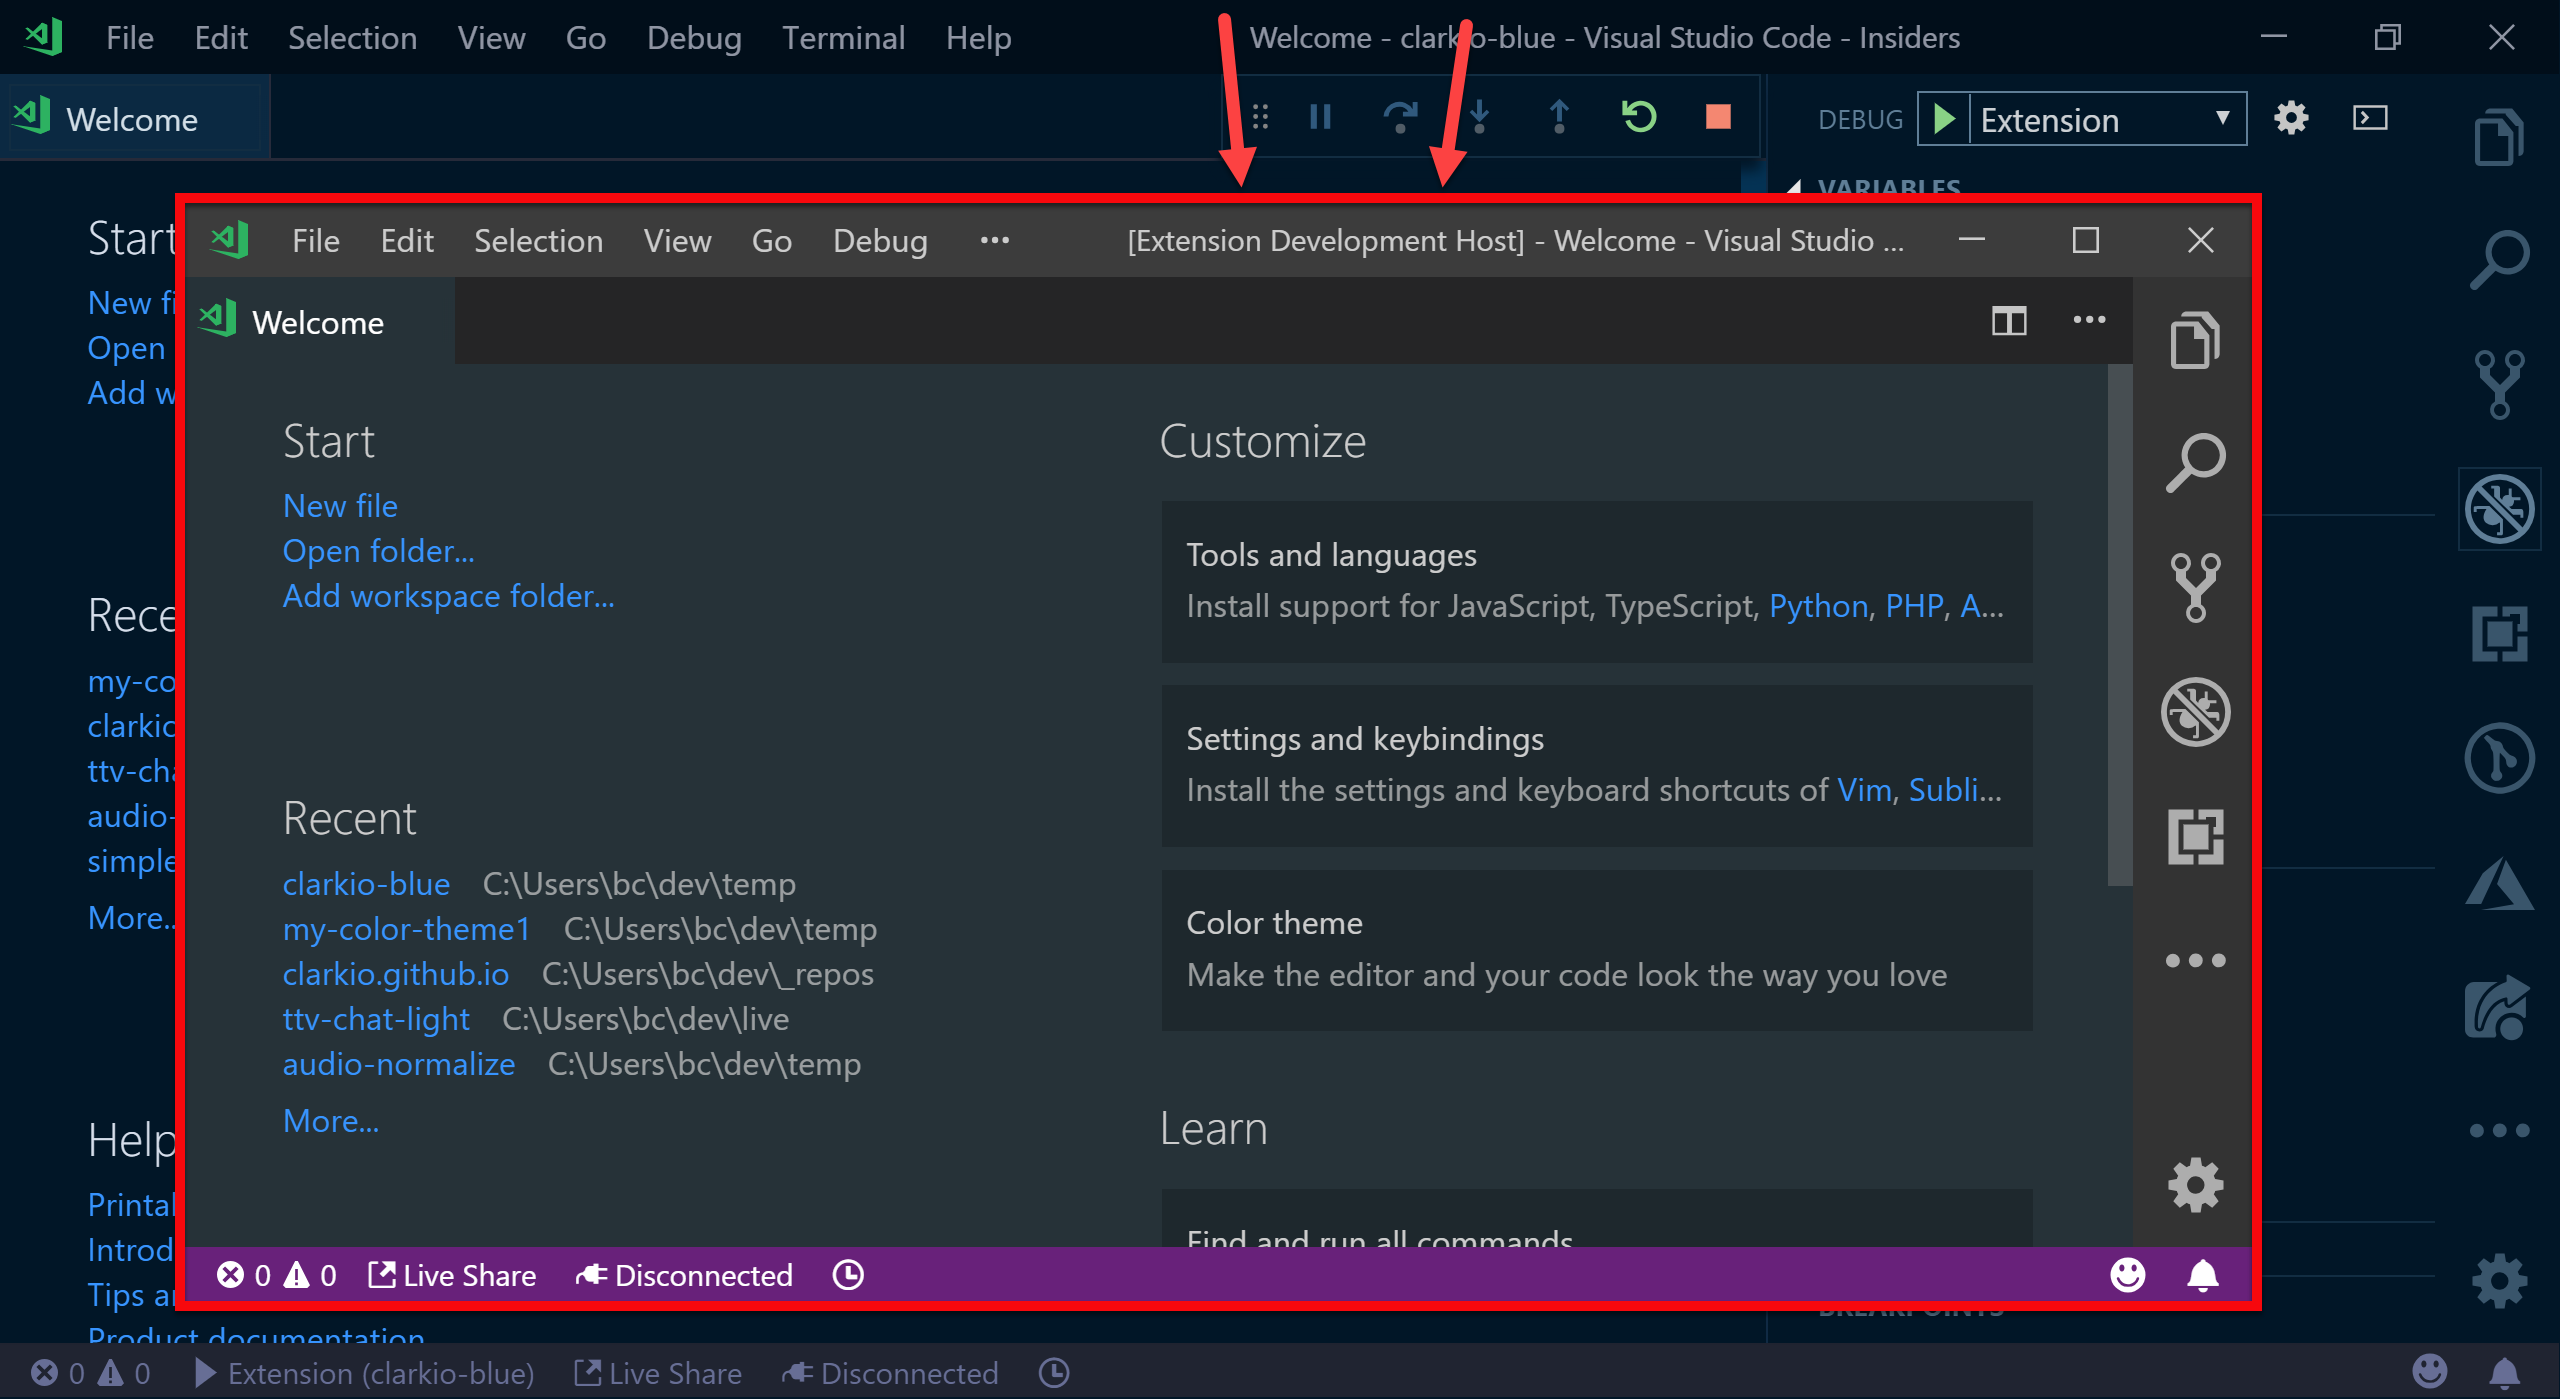 File Edit Selection View Go Debug Terminal Help Welcome - clarkio-blue - Visual Studio Code - Insiders
Welcome
DEBUG Extension
VARIABLES
Start
New fi
Open
Add w
Rece
my-co
clarkio
ttv-cha
audio-
simple
More...
Help
Printal
Introd
Tips an
Product documentation
BREAKPOINTS
File Edit Selection View Go Debug ··· [Extension Development Host] - Welcome - Visual Studio ...
Welcome
Start
New file
Open folder...
Add workspace folder...
Recent
clarkio-blue C:\Users\bc\dev\temp
my-color-theme1 C:\Users\bc\dev\temp
clarkio.github.io C:\Users\bc\dev\_repos
ttv-chat-light C:\Users\bc\dev\live
audio-normalize C:\Users\bc\dev\temp
More...
Customize
Tools and languages
Install support for JavaScript, TypeScript, Python, PHP, A...
Settings and keybindings
Install the settings and keyboard shortcuts of Vim, Subli...
Color theme
Make the editor and your code look the way you love
Learn
Find and run all commands
0 0 Live Share Disconnected
0 0 Extension (clarkio-blue) Live Share Disconnected